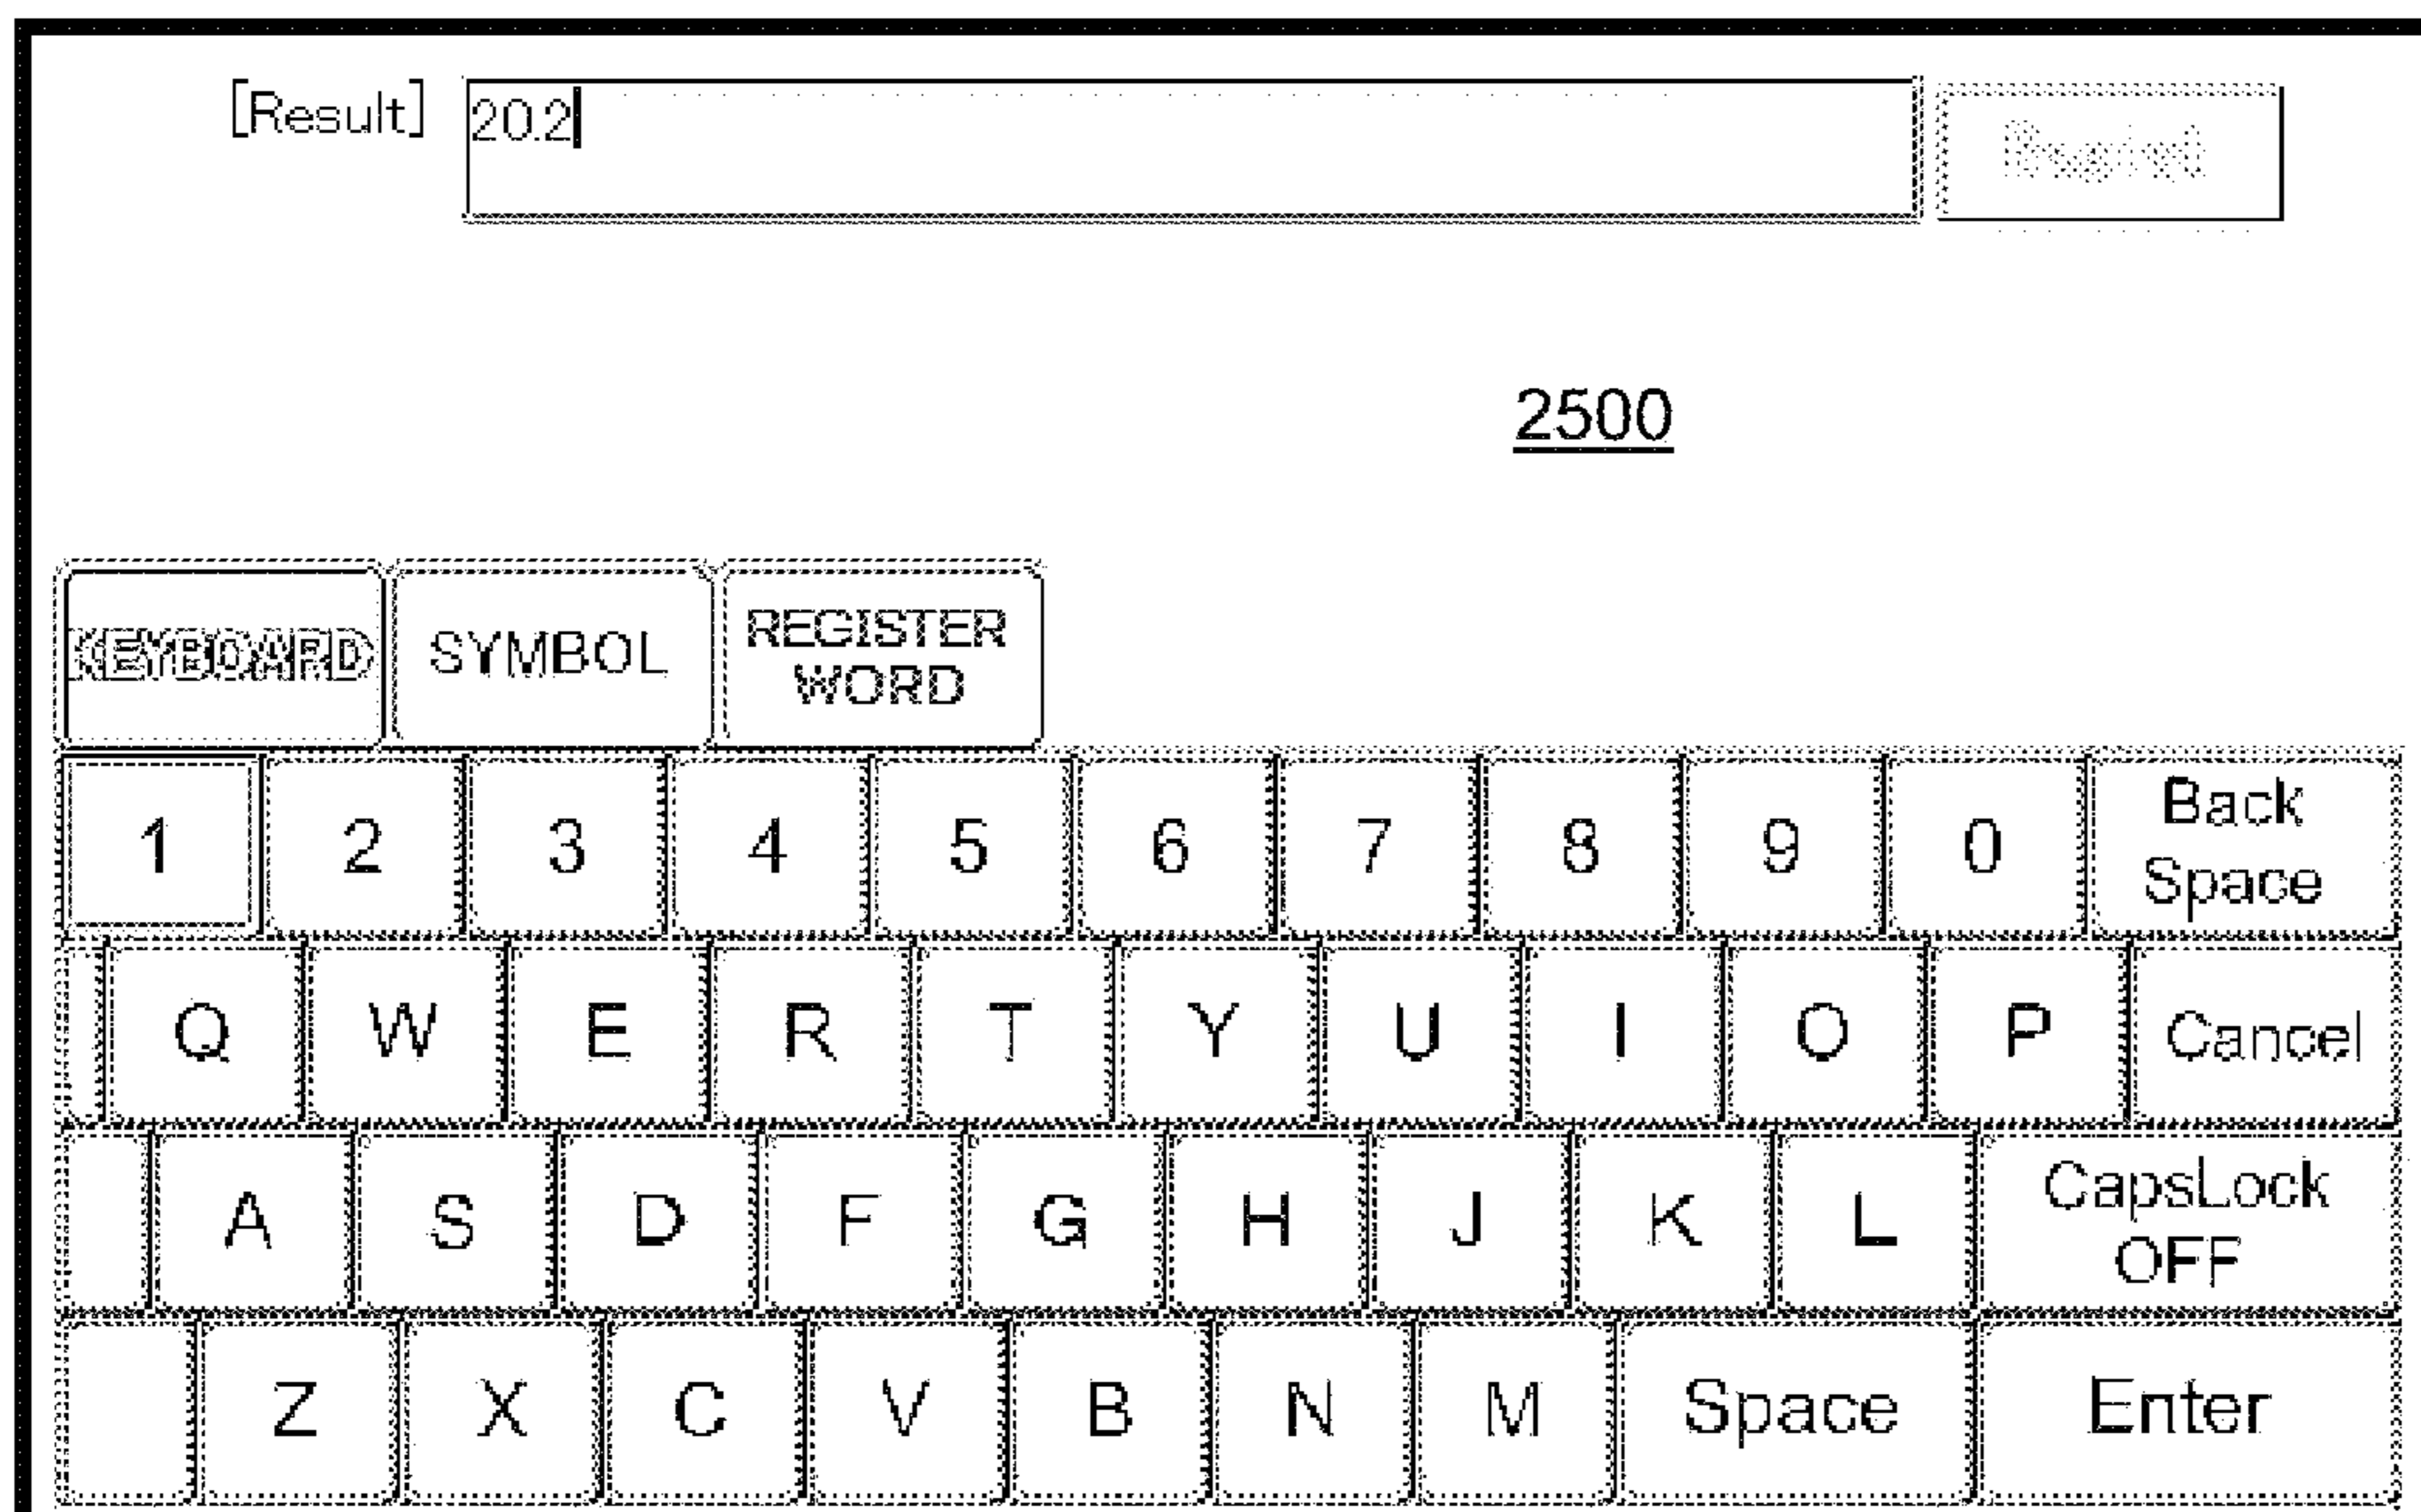 [Result] 20.2
2500
KEYBOARD SYMBOL REGISTER WORD
1 2 3 4 5 6 7 8 9 0 Back Space
Q W E R T Y U I O P Cancel
A S D F G H J K L CapsLock OFF
Z X C V B N M Space Enter